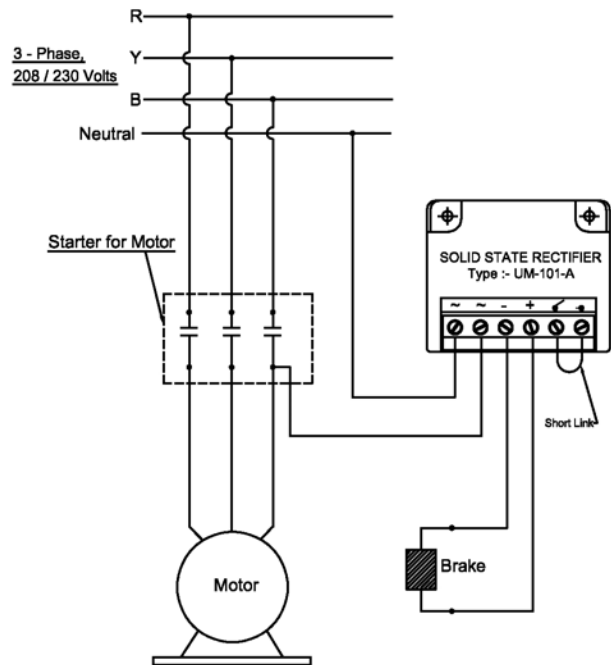 R
3 - Phase,
208 / 230 Volts
Y
B
Neutral
Starter for Motor
SOLID STATE RECTIFIER
Type :- UM-101-A
~ ~ - +
Short Link
Brake
Motor